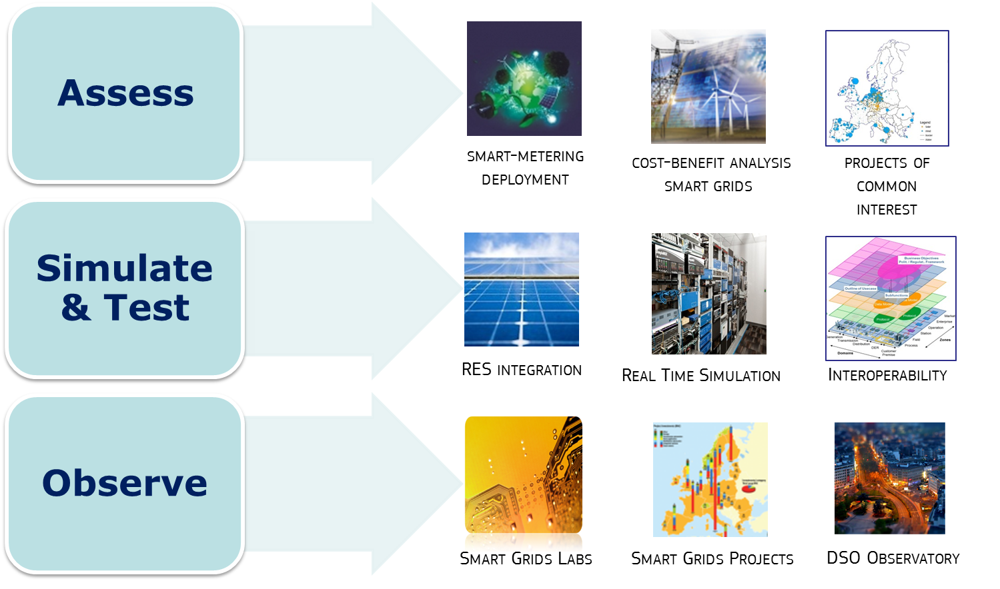 Assess
SMART-METERING
DEPLOYMENT
COST-BENEFIT ANALYSIS
SMART GRIDS
PROJECTS OF
COMMON
INTEREST
Legend
Simulate
& Test
RES INTEGRATION
REAL TIME SIMULATION
Business Objectives
Polit. / Regulat. Framework
Outline of Usecase
Subfunctions
Data Model
Protocol
Protocol
Market
Enterprise
Operation
Station
Field
Process
Zones
Generation
Transmission
Distribution
DER
Customer
Premise
Domains
INTEROPERABILITY
Observe
SMART GRIDS LABS
SMART GRIDS PROJECTS
DSO OBSERVATORY